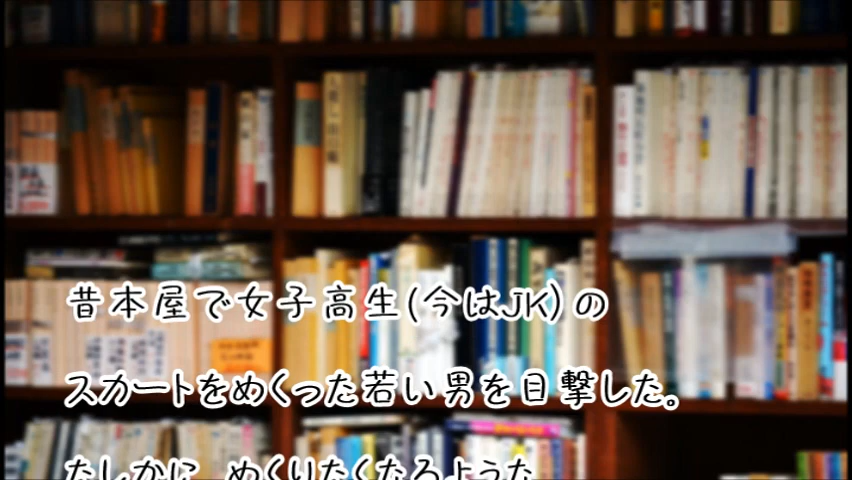 昔本屋で女子高生(今はJK)の
スカートをめくった若い男を目撃した。
たしかに、めくりたくなるような